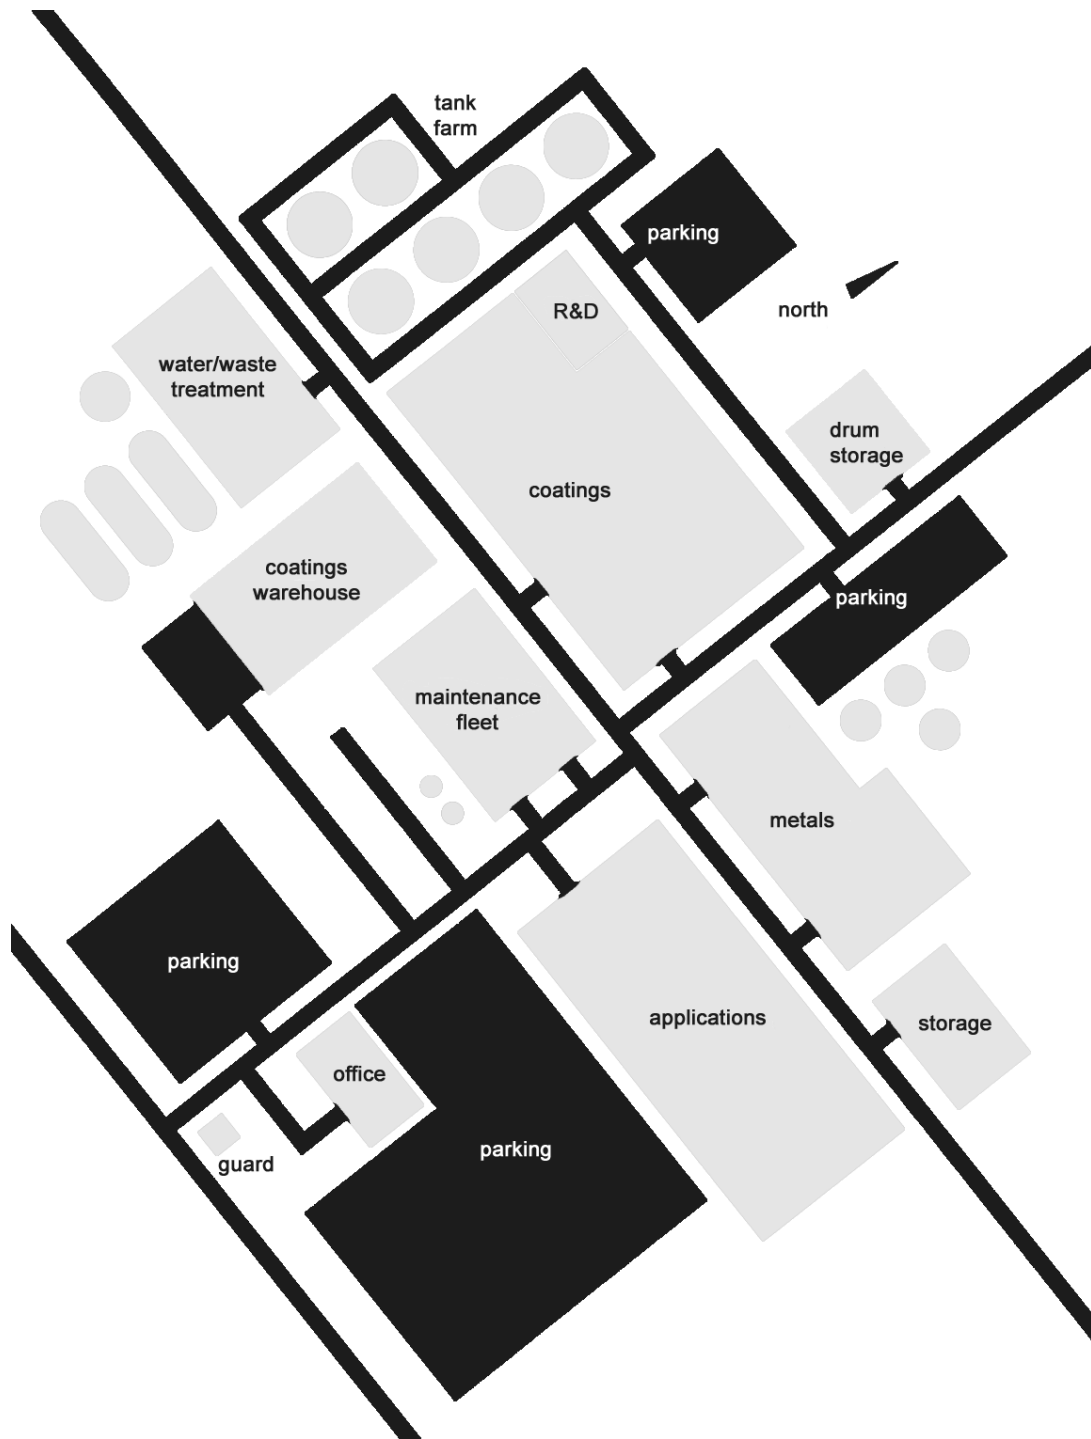 tank
farm
parking
north
R&D
water/waste
treatment
drum
storage
coatings
coatings
warehouse
parking
maintenance
fleet
metals
parking
applications
storage
office
parking
guard